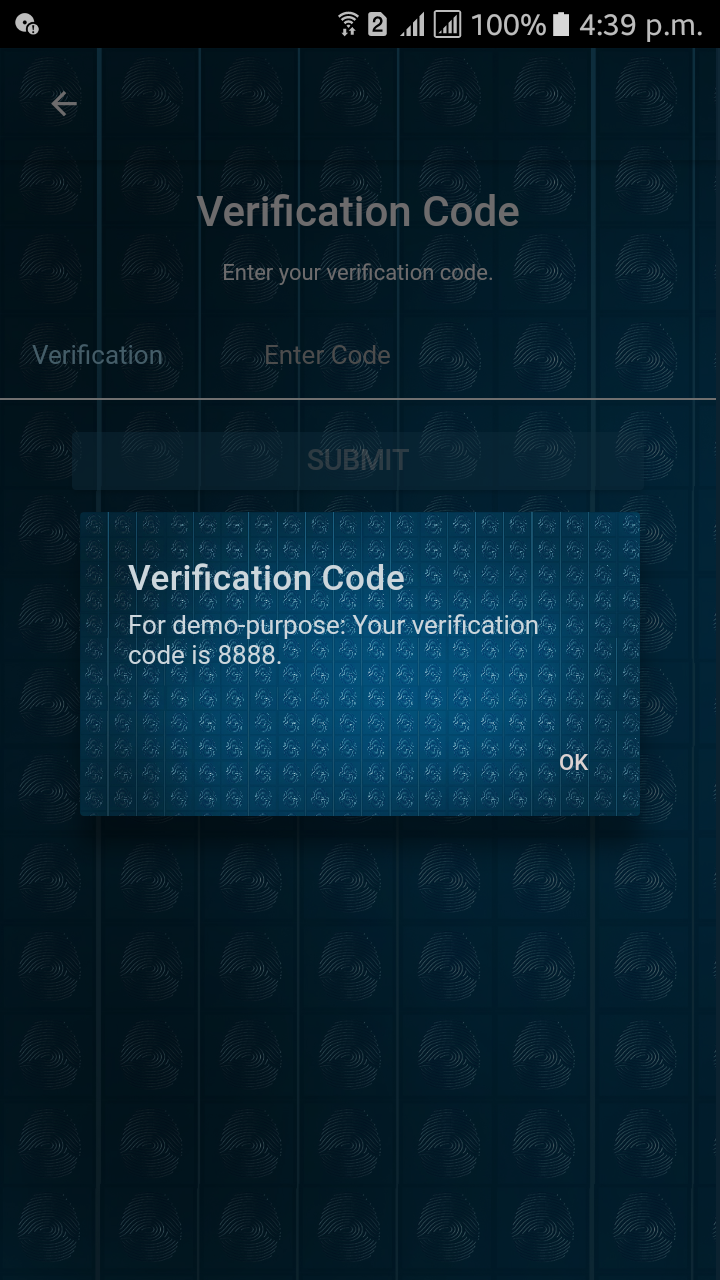 2 100% 4:39 p.m.
Verification Code
Enter your verification code.
Verification Enter Code
SUBMIT
Verification Code
For demo-purpose: Your verification
code is 8888.
OK